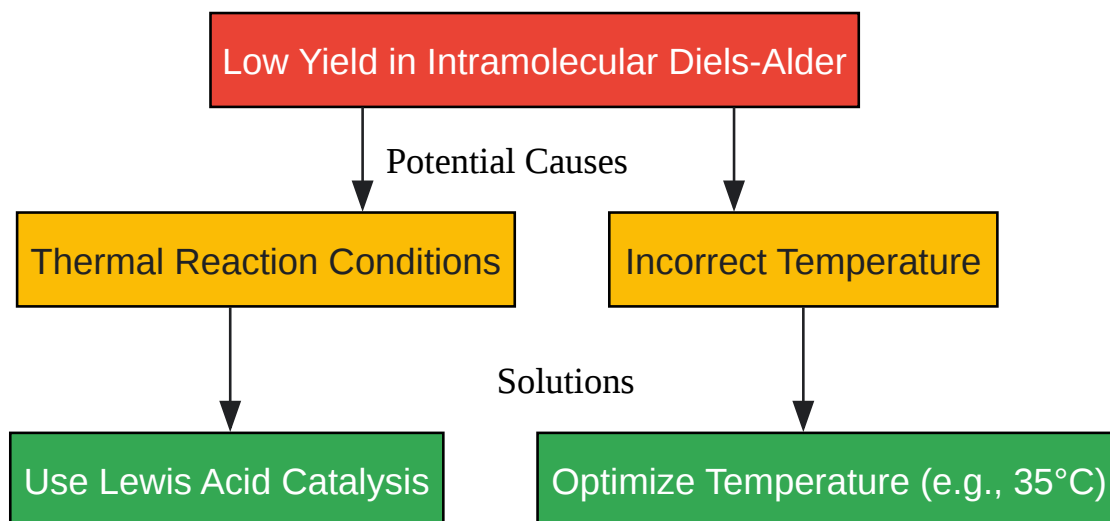 Low Yield in Intramolecular Diels-Alder
Potential Causes
Thermal Reaction Conditions
Incorrect Temperature
Solutions
Use Lewis Acid Catalysis
Optimize Temperature (e.g., 35°C)